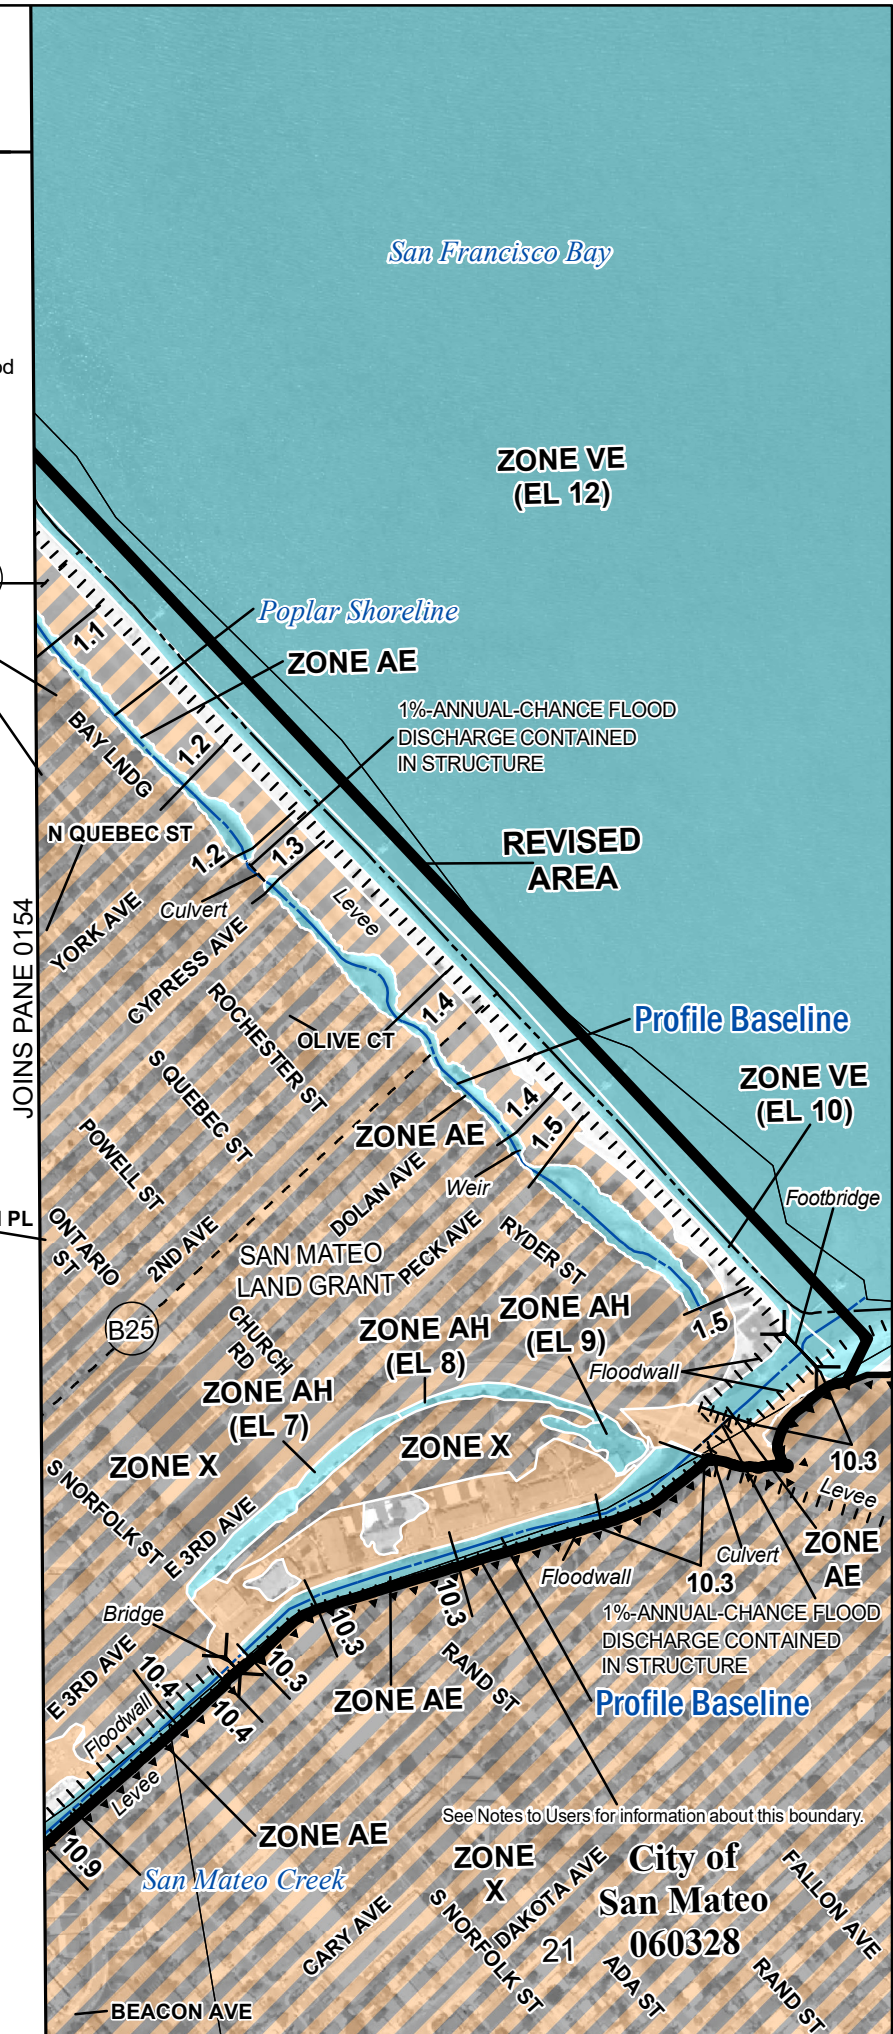 San Francisco Bay
od
ZONE VE
(EL 12)
Poplar Shoreline
1.1
ZONE AE
1%-ANNUAL-CHANCE FLOOD
DISCHARGE CONTAINED
IN STRUCTURE
BAY LNDG
1.2
N QUEBEC ST
1.2
1.3
REVISED
AREA
Culvert
Levee
YORK AVE
CYPRESS AVE
JOINS PANE 0154
ROCHESTER ST
OLIVE CT
1.4
Profile Baseline
S QUEBEC ST
ZONE VE
(EL 10)
1.4
1.5
ZONE AE
POWELL ST
Weir
DOLAN AVE
Footbridge
PL
ONTARIO
ST
2ND AVE
SAN MATEO
LAND GRANT
PECK AVE
RYDER ST
B25
CHURCH
RD
ZONE AH
(EL 8)
ZONE AH
(EL 9)
1.5
Floodwall
ZONE AH
(EL 7)
ZONE X
ZONE X
10.3
Levee
S NORFOLK ST
E 3RD AVE
ZONE
AE
Culvert
Floodwall
10.3
10.3
10.3
1%-ANNUAL-CHANCE FLOOD
DISCHARGE CONTAINED
IN STRUCTURE
Bridge
10.3
E 3RD AVE
10.4
10.4
RAND ST
ZONE AE
Profile Baseline
Floodwall
Levee
See Notes to Users for information about this boundary.
ZONE AE
10.9
San Mateo Creek
ZONE
X
DAKOTA AVE
City of
San Mateo
060328
FALLON AVE
CARY AVE
S NORFOLK ST
21
ADA ST
RAND ST
BEACON AVE